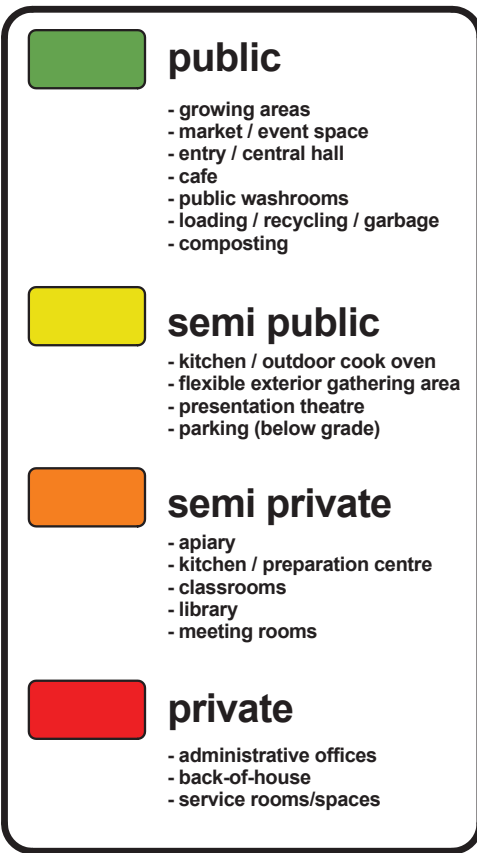 public
- growing areas
- market / event space
- entry / central hall
- cafe
- public washrooms
- loading / recycling / garbage
- composting
semi public
- kitchen / outdoor cook oven
- flexible exterior gathering area
- presentation theatre
- parking (below grade)
semi private
- apiary
- kitchen / preparation centre
- classrooms
- library
- meeting rooms
private
- administrative offices
- back-of-house
- service rooms/spaces